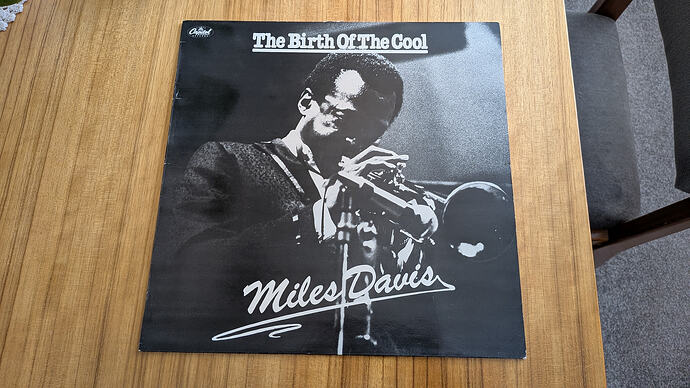 Capitol
The Birth Of The Cool
Miles Davis